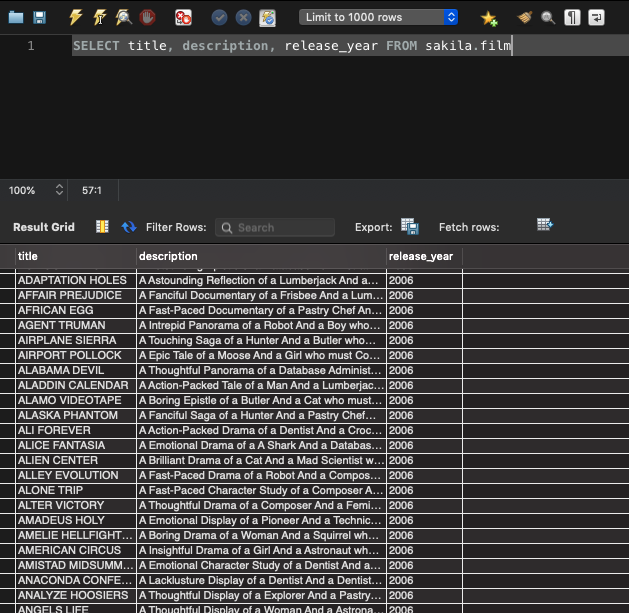 Limit to 1000 rows
1 SELECT title, description, release_year FROM sakila.film
100% 57:1
Result Grid Filter Rows: Search Export: Fetch rows:
title description release_year
ADAPTATION HOLES A Astounding Reflection of a Lumberjack And a... 2006
AFFAIR PREJUDICE A Fanciful Documentary of a Frisbee And a Lum... 2006
AFRICAN EGG A Fast-Paced Documentary of a Pastry Chef An... 2006
AGENT TRUMAN A Intrepid Panorama of a Robot And a Boy who... 2006
AIRPLANE SIERRA A Touching Saga of a Hunter And a Butler who... 2006
AIRPORT POLLOCK A Epic Tale of a Moose And a Girl who must Co... 2006
ALABAMA DEVIL A Thoughtful Panorama of a Database Administ... 2006
ALADDIN CALENDAR A Action-Packed Tale of a Man And a Lumberjac... 2006
ALAMO VIDEOTAPE A Boring Epistle of a Butler And a Cat who must... 2006
ALASKA PHANTOM A Fanciful Saga of a Hunter And a Pastry Chef... 2006
ALI FOREVER A Action-Packed Drama of a Dentist And a Croc... 2006
ALICE FANTASIA A Emotional Drama of a A Shark And a Databas... 2006
ALIEN CENTER A Brilliant Drama of a Cat And a Mad Scientist w... 2006
ALLEY EVOLUTION A Fast-Paced Drama of a Robot And a Compos... 2006
ALONE TRIP A Fast-Paced Character Study of a Composer A... 2006
ALTER VICTORY A Thoughtful Drama of a Composer And a Femi... 2006
AMADEUS HOLY A Emotional Display of a Pioneer And a Technic... 2006
AMELIE HELLFIGHT... A Boring Drama of a Woman And a Squirrel wh... 2006
AMERICAN CIRCUS A Insightful Drama of a Girl And a Astronaut wh... 2006
AMISTAD MIDSUMM... A Emotional Character Study of a Dentist And a... 2006
ANACONDA CONFE... A Lacklusture Display of a Dentist And a Dentist... 2006
ANALYZE HOOSIERS A Thoughtful Display of a Explorer And a Pastry... 2006
ANGELS LIFE A Thoughtful Display of a Woman And a Astrona... 2006